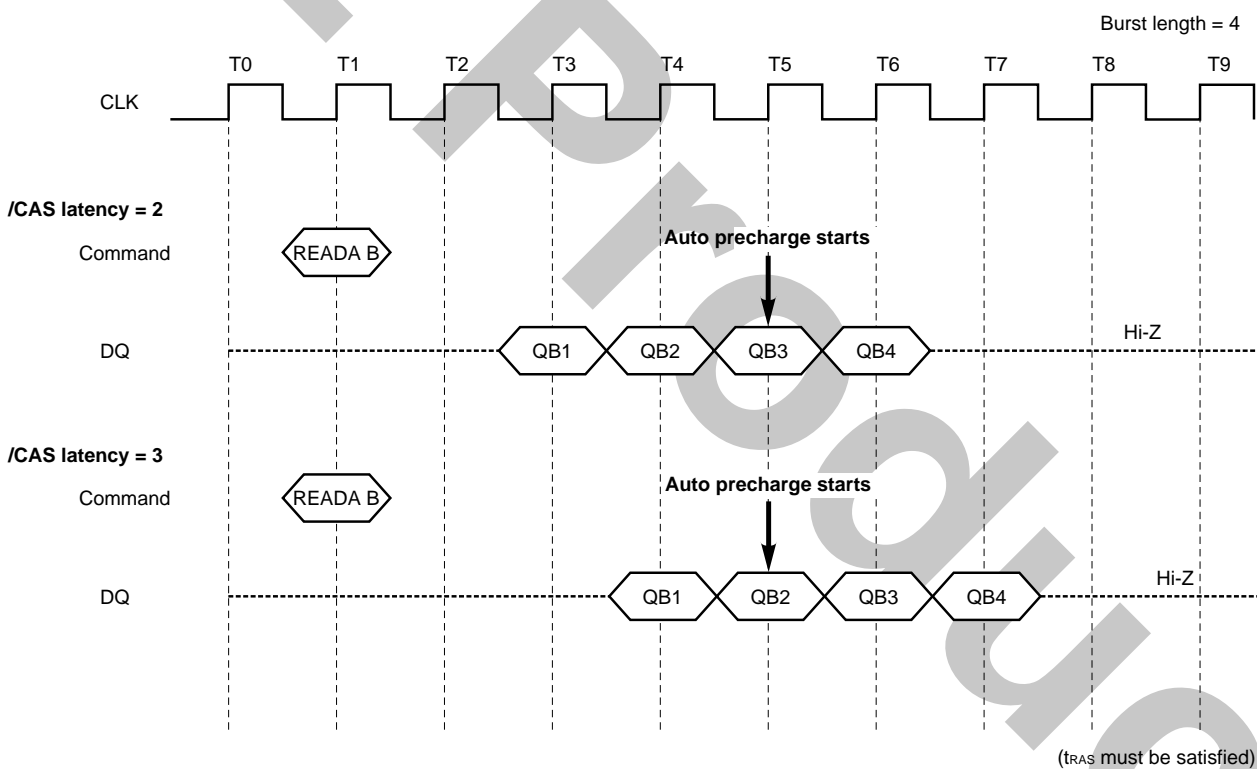 Burst length = 4
T0 T1 T2 T3 T4 T5 T6 T7 T8 T9
CLK
/CAS latency = 2
Command READA B
Auto precharge starts
DQ QB1 QB2 QB3 QB4 Hi-Z
/CAS latency = 3
Command READA B
Auto precharge starts
DQ QB1 QB2 QB3 QB4 Hi-Z
(tRAS must be satisfied)
Produc